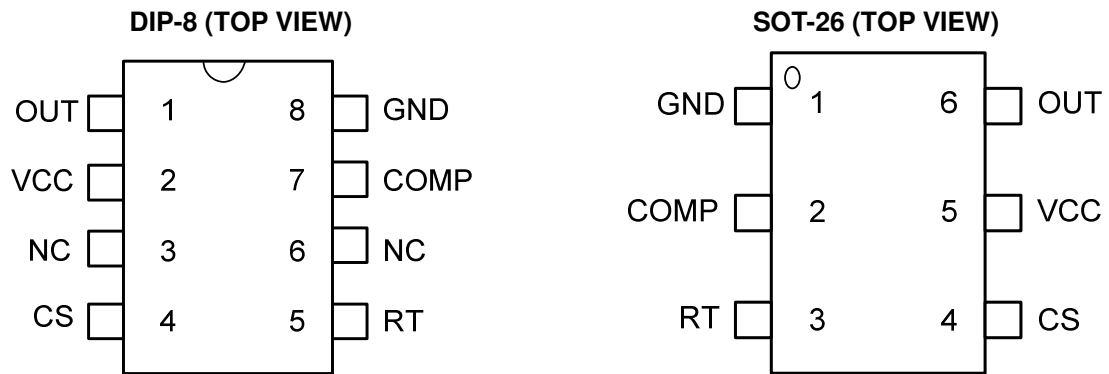 DIP-8 (TOP VIEW)
OUT 1 8 GND
VCC 2 7 COMP
NC 3 6 NC
CS 4 5 RT
SOT-26 (TOP VIEW)
GND 1 6 OUT
COMP 2 5 VCC
RT 3 4 CS